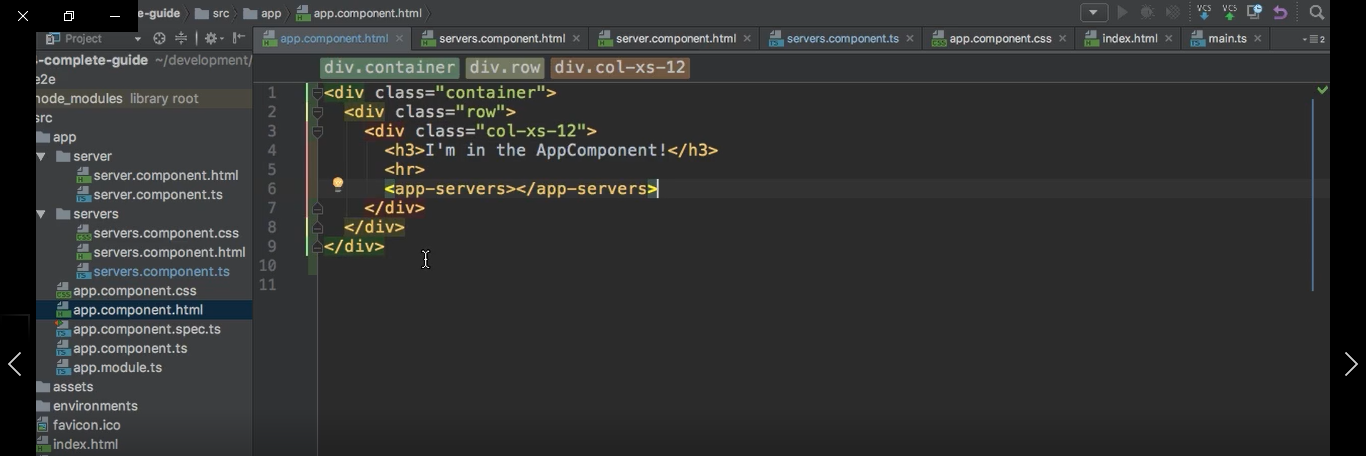 e-guide src app app.component.html
VCS VCS
Project app.component.html servers.component.html server.component.html servers.component.ts app.component.css index.html main.ts 2
-complete-guide ~/development/
div.container div.row div.col-xs-12
e2e
node_modules library root
src
app
server
server.component.html
server.component.ts
servers
servers.component.css
servers.component.html
servers.component.ts
app.component.css
app.component.html
app.component.spec.ts
app.component.ts
app.module.ts
assets
environments
favicon.ico
index.html
1 <div class="container">
2 <div class="row">
3 <div class="col-xs-12">
4 <h3>I'm in the AppComponent!</h3>
5 <hr>
6 <app-servers></app-servers>
7 </div>
8 </div>
9 </div>
10
11